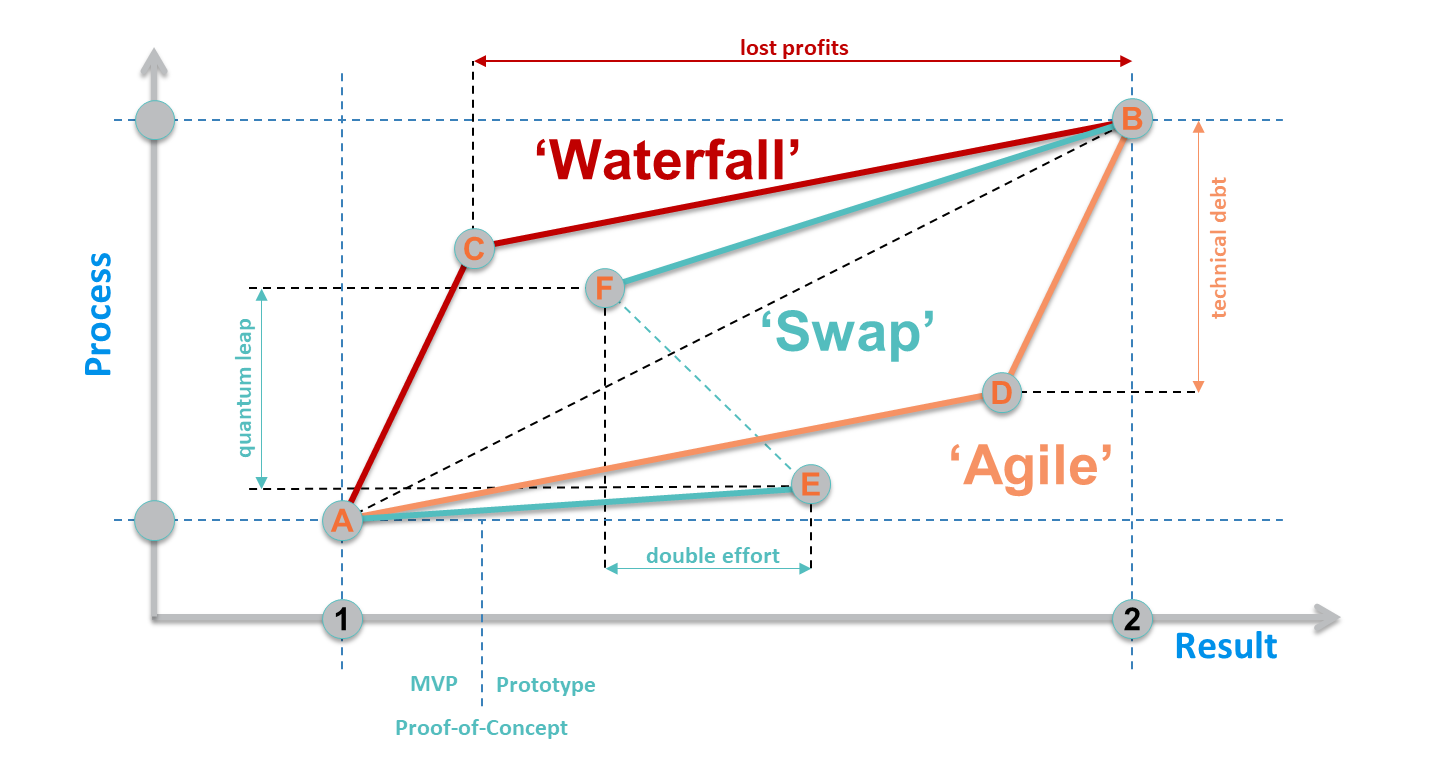 lost profits
B
‘Waterfall’
technical debt
C
Process
F
‘Swap’
quantum leap
D
‘Agile’
E
A
double effort
1
2
Result
MVP
Prototype
Proof-of-Concept